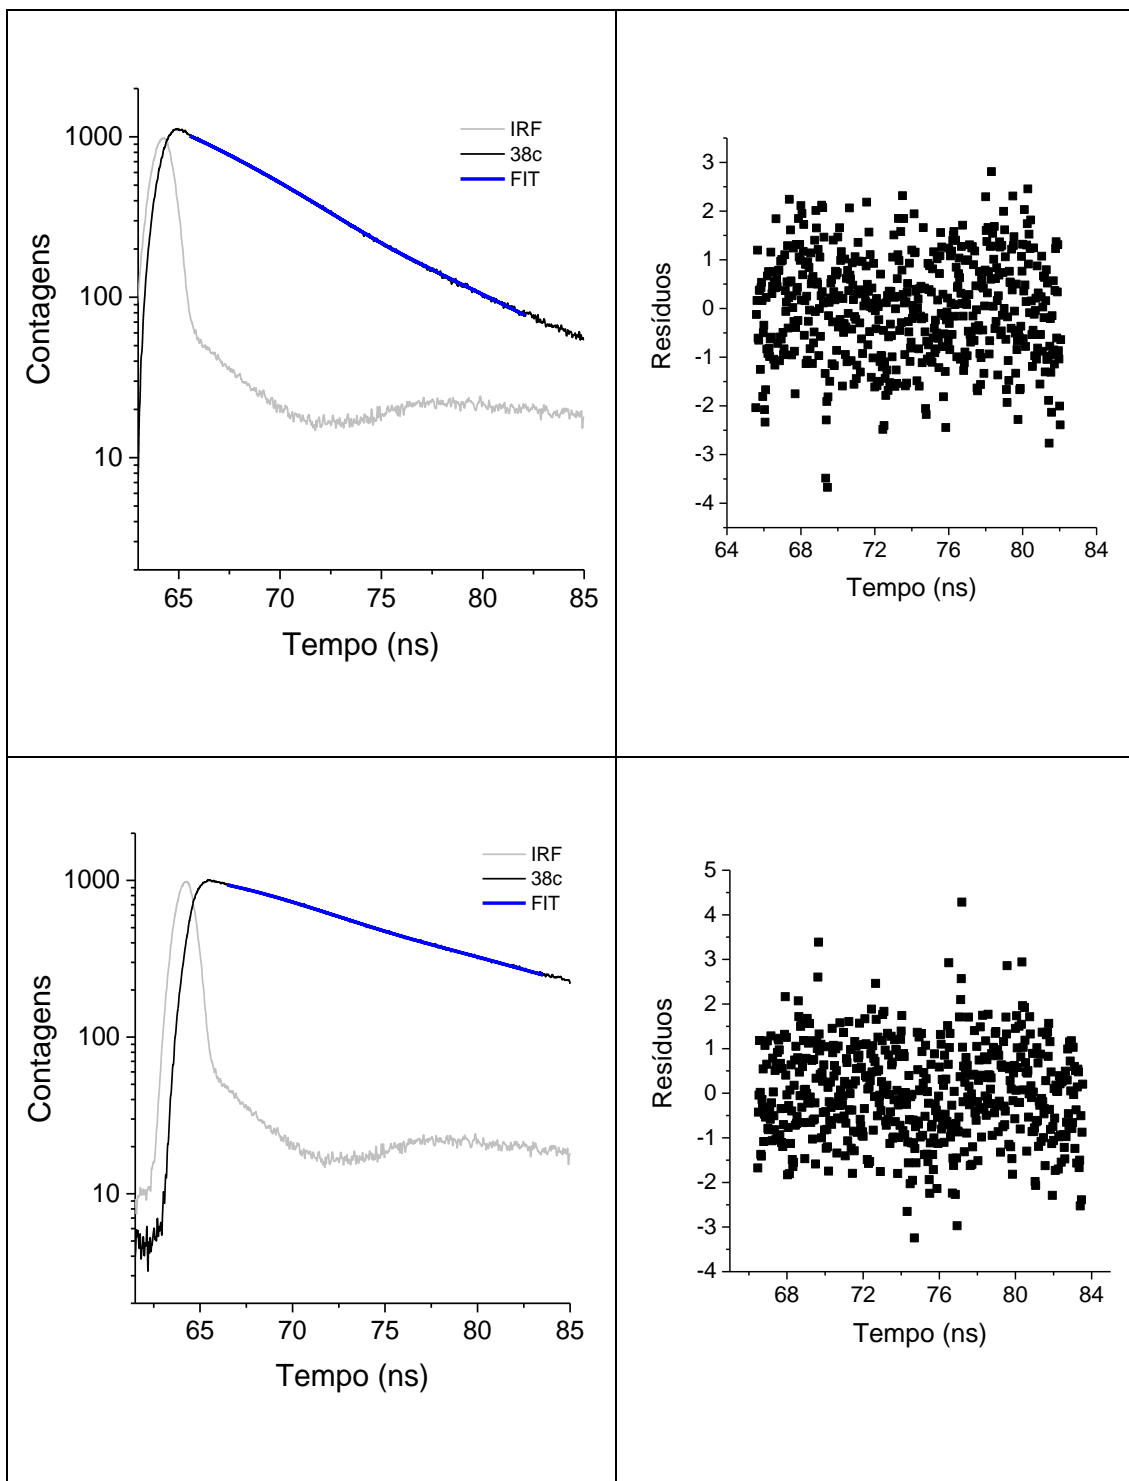 1000
100
10
Contagens
IRF
38c
FIT
65 70 75 80 85
Tempo (ns)
3
2
1
0
-1
-2
-3
-4
Resíduos
64 68 72 76 80 84
Tempo (ns)
1000
100
10
Contagens
IRF
38c
FIT
65 70 75 80 85
Tempo (ns)
5
4
3
2
1
0
-1
-2
-3
-4
Resíduos
68 72 76 80 84
Tempo (ns)